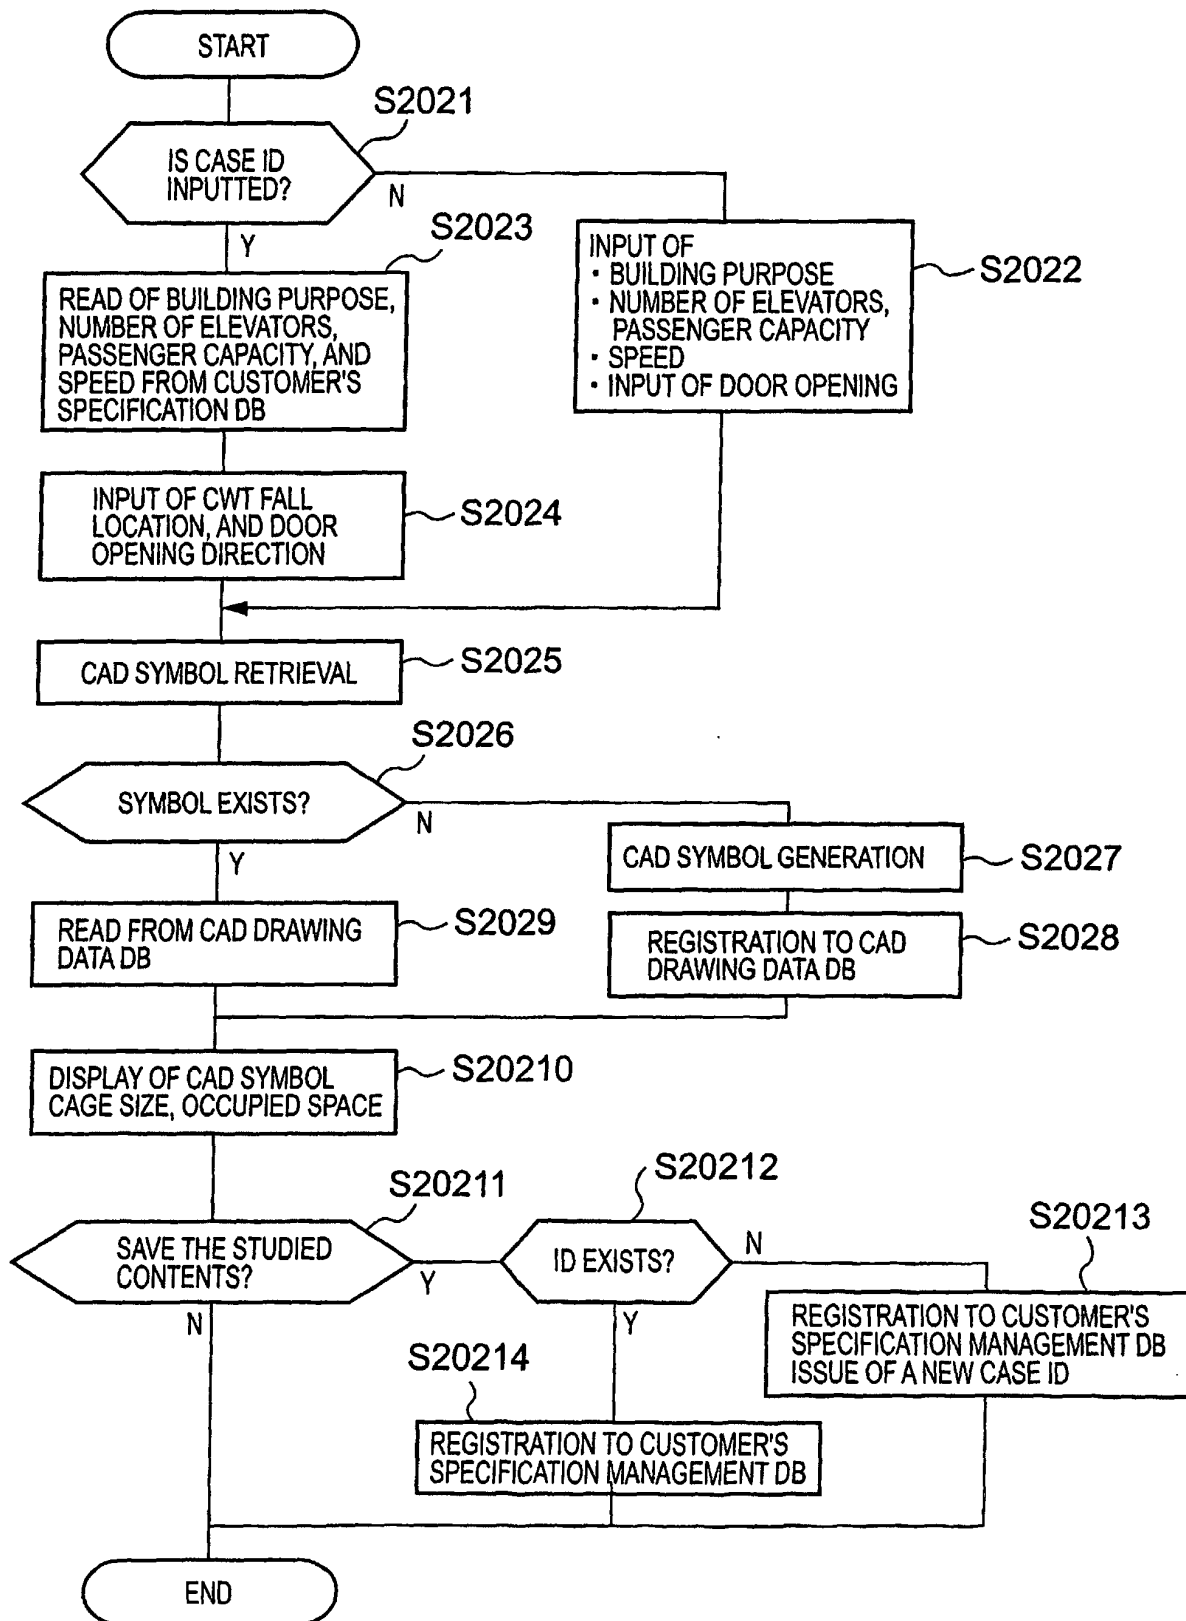 START
S2021
IS CASE ID
INPUTTED?
N
Y
S2023
READ OF BUILDING PURPOSE,
NUMBER OF ELEVATORS,
PASSENGER CAPACITY, AND
SPEED FROM CUSTOMER'S
SPECIFICATION DB
INPUT OF
・BUILDING PURPOSE
・NUMBER OF ELEVATORS,
PASSENGER CAPACITY
・SPEED
・INPUT OF DOOR OPENING
S2022
INPUT OF CWT FALL
LOCATION, AND DOOR
OPENING DIRECTION
S2024
CAD SYMBOL RETRIEVAL
S2025
S2026
SYMBOL EXISTS?
N
Y
CAD SYMBOL GENERATION
S2027
READ FROM CAD DRAWING
DATA DB
S2029
REGISTRATION TO CAD
DRAWING DATA DB
S2028
DISPLAY OF CAD SYMBOL
CAGE SIZE, OCCUPIED SPACE
S20210
S20211
SAVE THE STUDIED
CONTENTS?
Y
N
S20212
ID EXISTS?
N
Y
S20213
REGISTRATION TO CUSTOMER'S
SPECIFICATION MANAGEMENT DB
ISSUE OF A NEW CASE ID
S20214
REGISTRATION TO CUSTOMER'S
SPECIFICATION MANAGEMENT DB
END